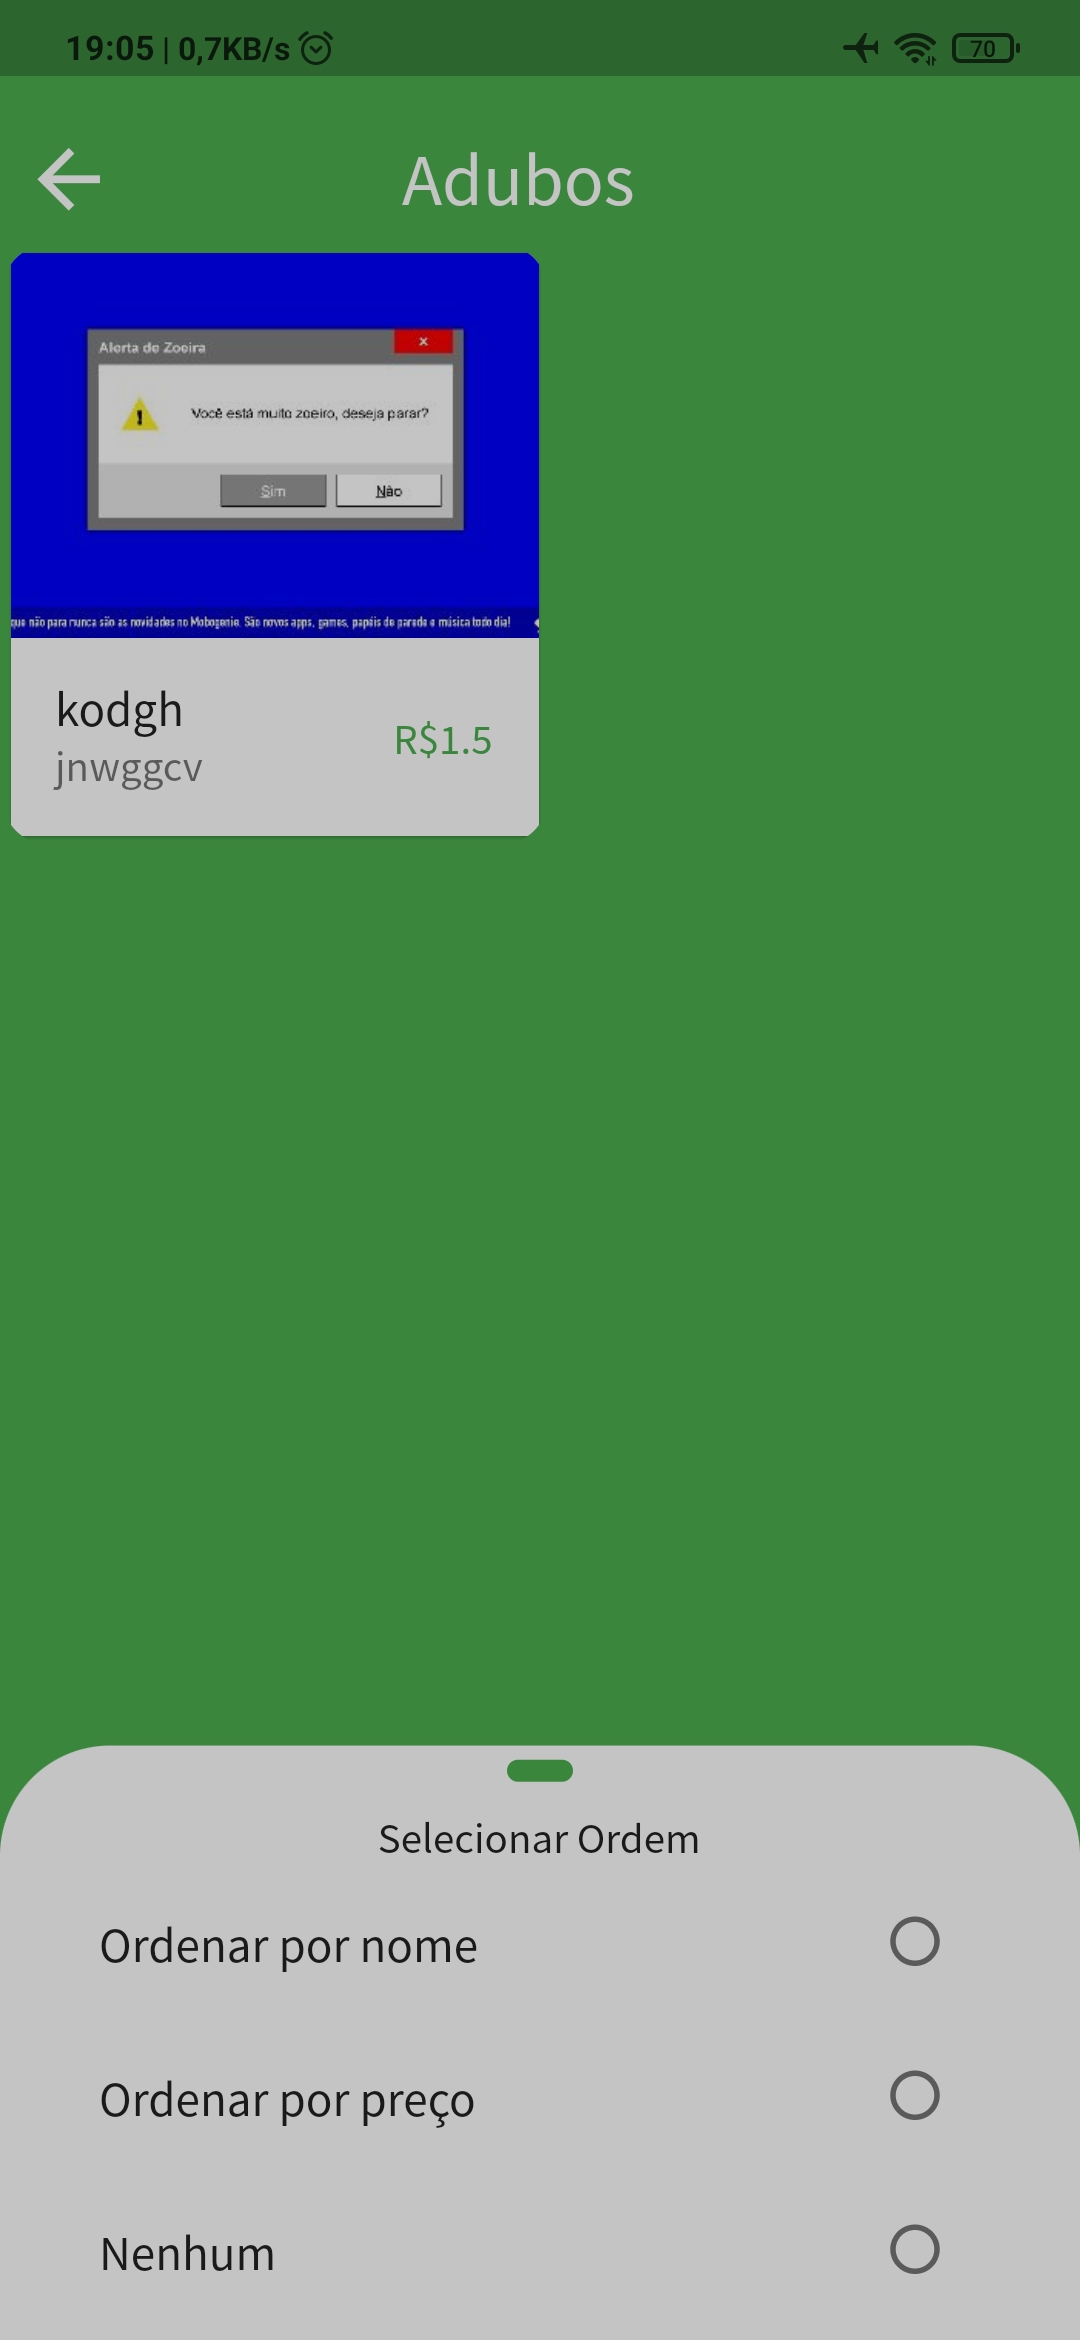 19:05 | 0,7KB/s
70
Adubos
Alerta de Zoeira
x
Você está muito zoeiro, deseja parar?
Sim Não
que não para nunca são as novidades no Mobogenie. São novos apps, games, papéis de parede e música todo dia!
kodgh
R$1.5
jnwggcv
Selecionar Ordem
Ordenar por nome
Ordenar por preço
Nenhum